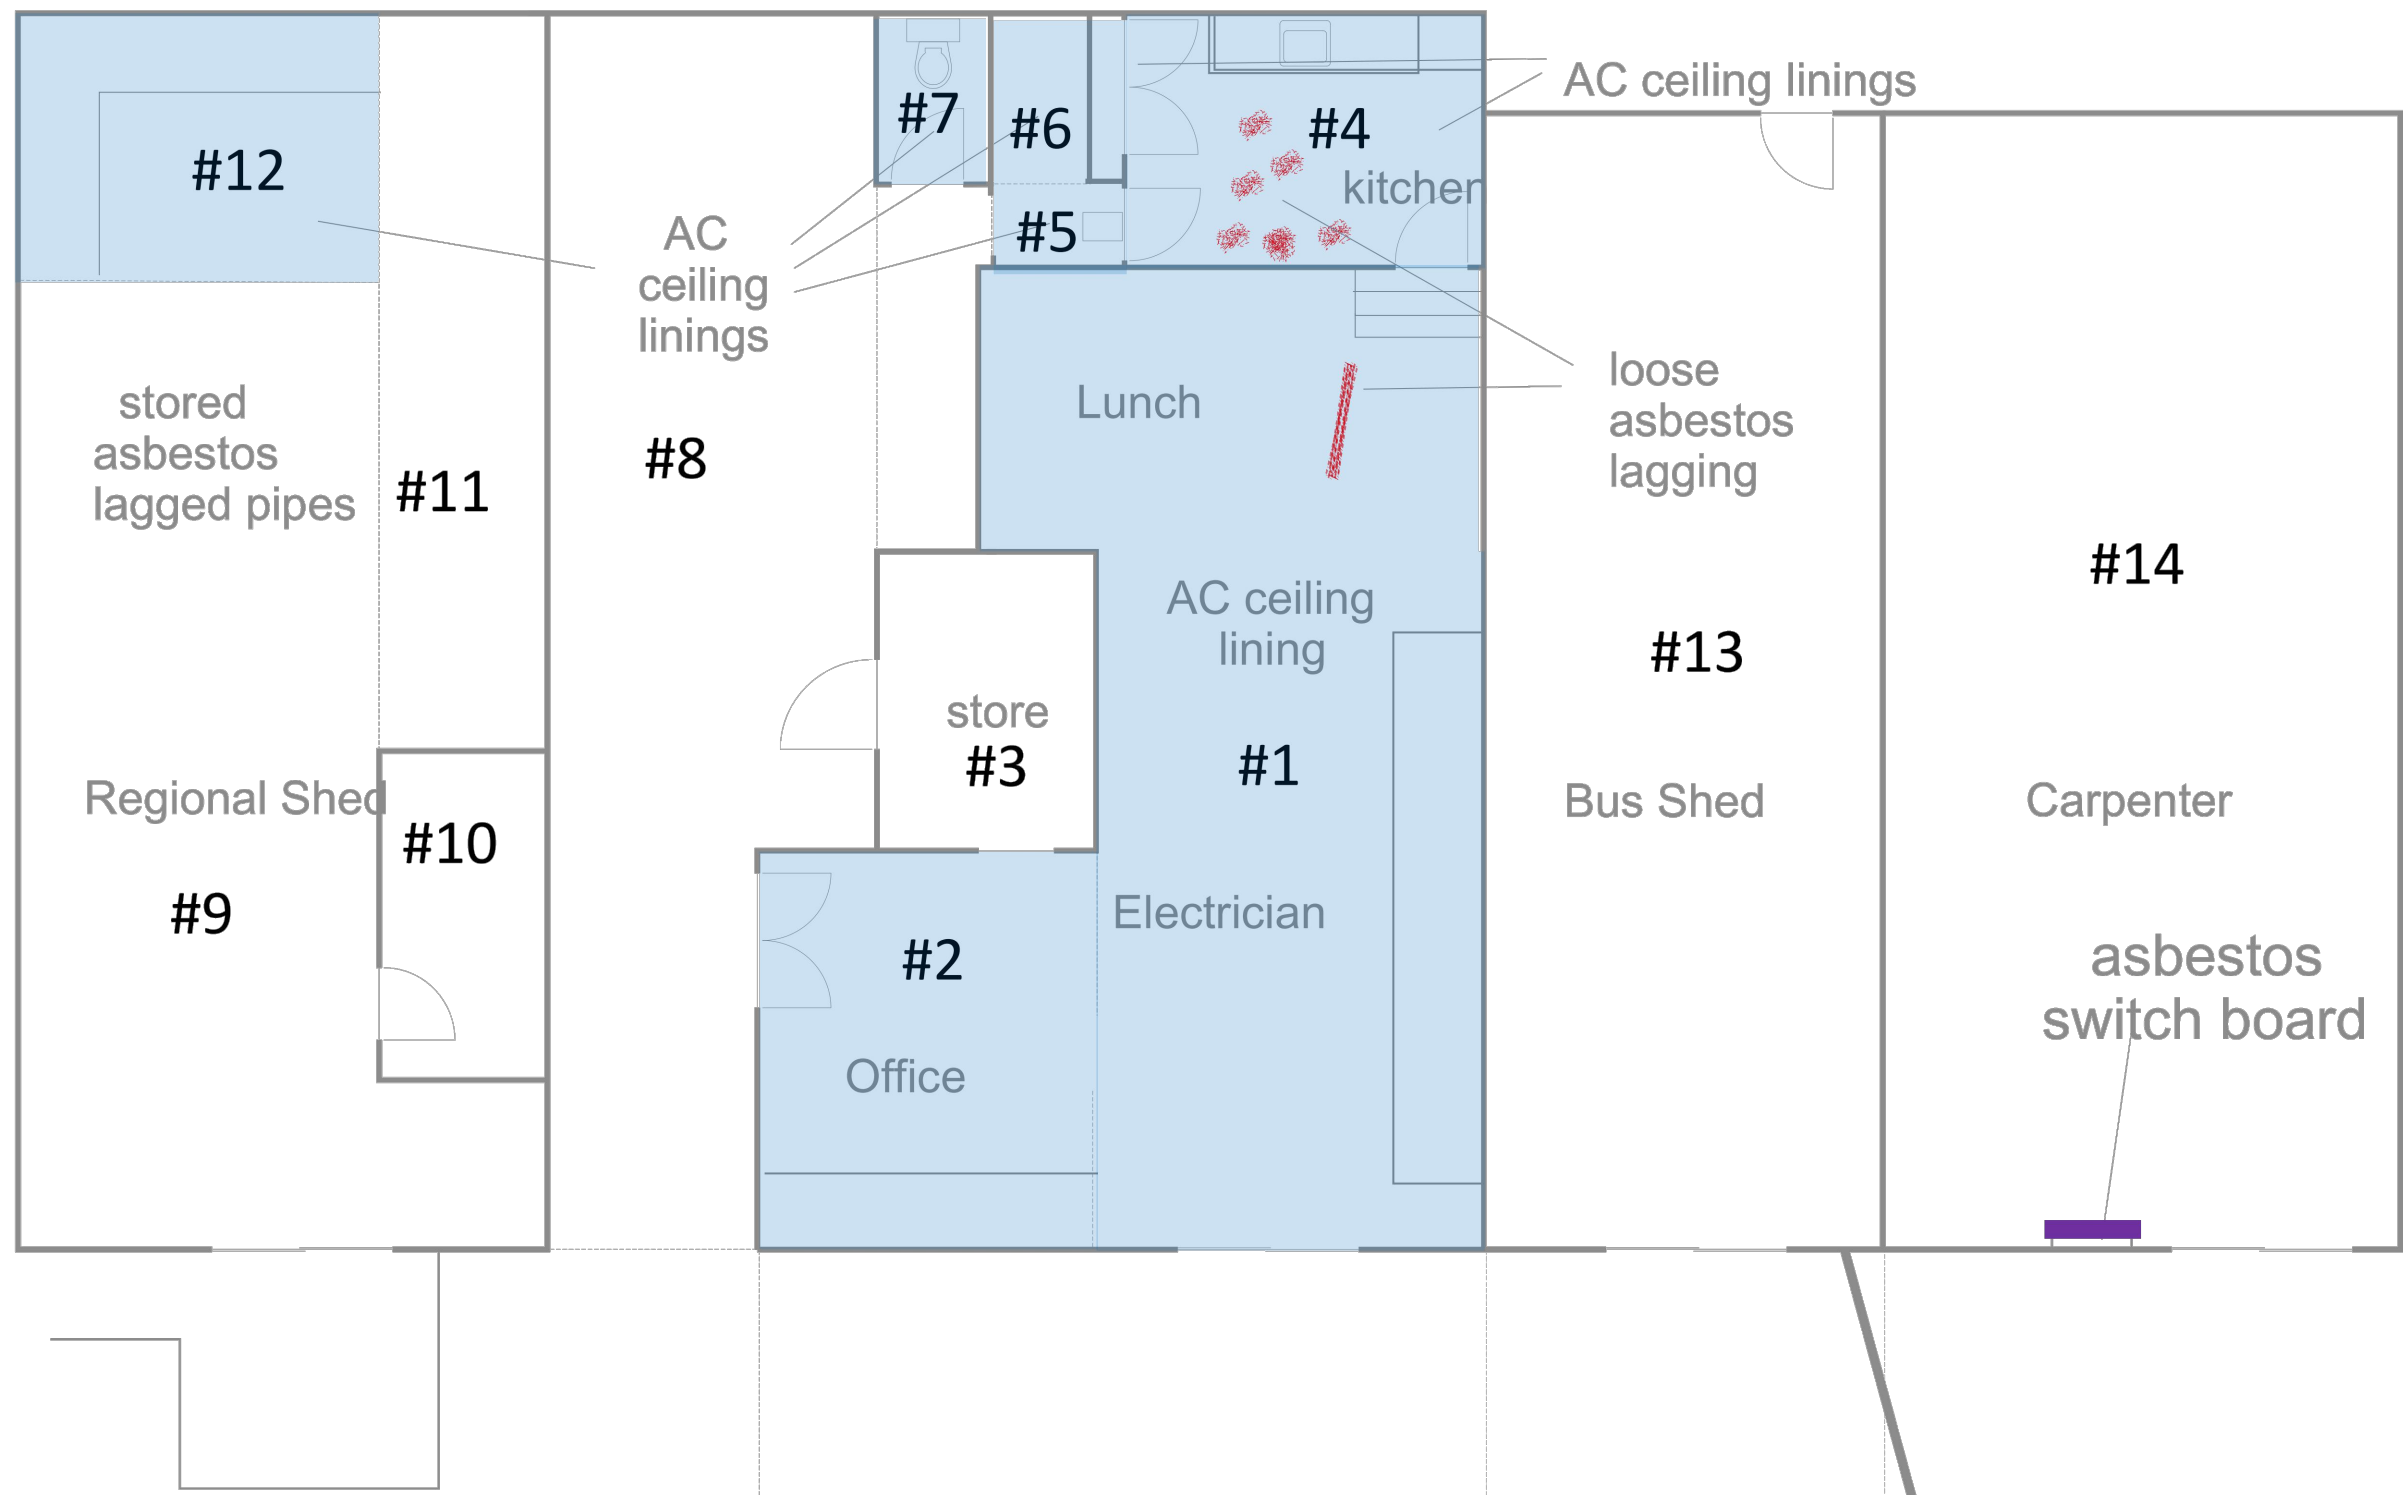 #7
#6
#4
AC ceiling linings
#12
kitchen
#5
AC
ceiling
linings
loose
asbestos
lagging
stored
asbestos
lagged pipes
Lunch
#8
#11
#14
AC ceiling
lining
#13
store
#3
#1
Regional Shed
Bus Shed
Carpenter
#10
#9
Electrician
#2
asbestos
switch board
Office